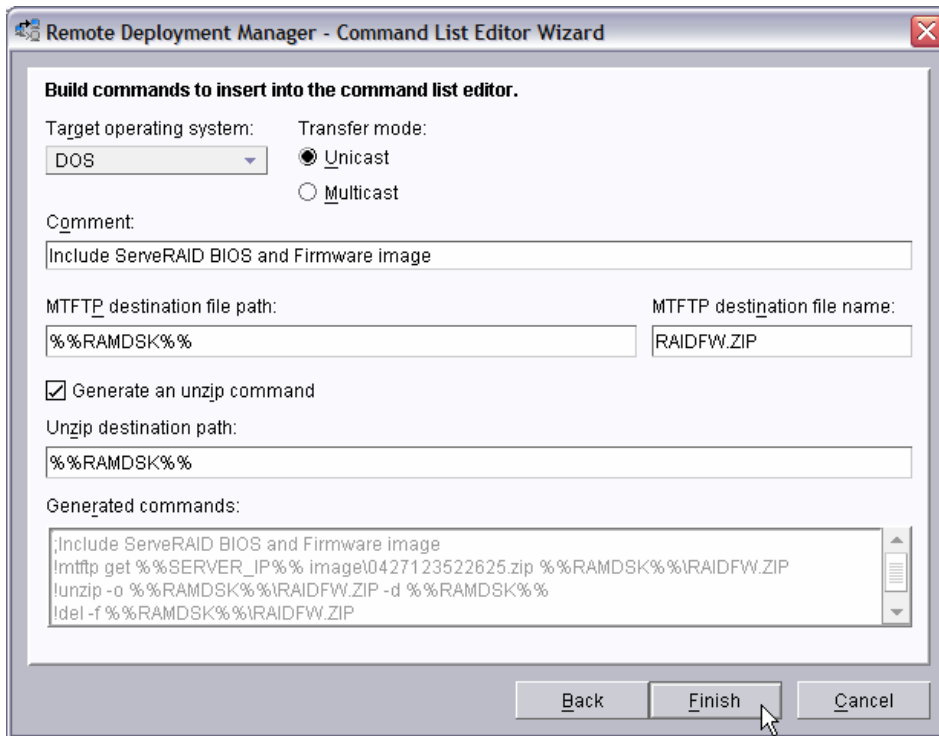 Remote Deployment Manager - Command List Editor Wizard
Build commands to insert into the command list editor.
Target operating system:
Transfer mode:
DOS
Unicast
Multicast
Comment:
Include ServeRAID BIOS and Firmware image
MTFTP destination file path:
MTFTP destination file name:
%%RAMDSK%%
RAIDFW.ZIP
Generate an unzip command
Unzip destination path:
%%RAMDSK%%
Generated commands:
;Include ServeRAID BIOS and Firmware image
!mtftp get %%SERVER_IP%% image\0427123522625.zip %%RAMDSK%%\RAIDFW.ZIP
!unzip -o %%RAMDSK%%\RAIDFW.ZIP -d %%RAMDSK%%
!del -f %%RAMDSK%%\RAIDFW.ZIP
Back
Finish
Cancel